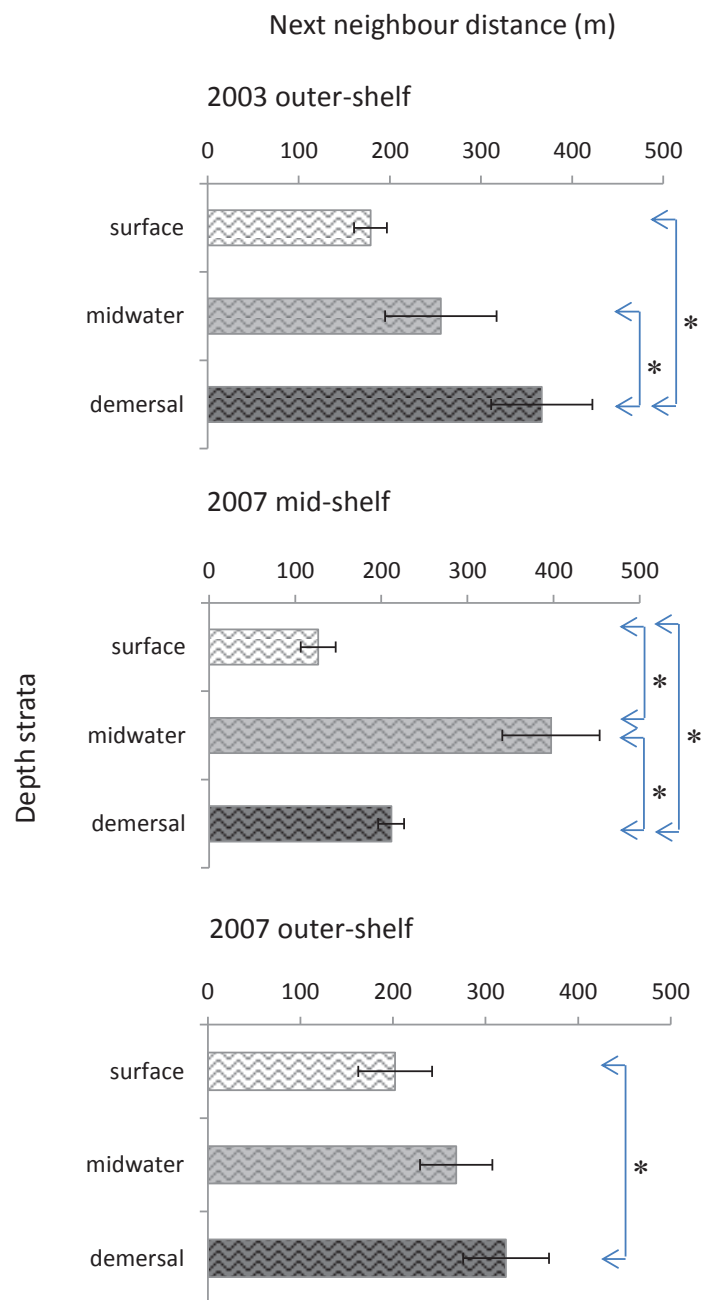 Next neighbour distance (m)
2003 outer-shelf
0 100 200 300 400 500
surface
midwater
demersal
*
*
2007 mid-shelf
0 100 200 300 400 500
surface
midwater
demersal
*
*
*
Depth strata
2007 outer-shelf
0 100 200 300 400 500
surface
midwater
demersal
*